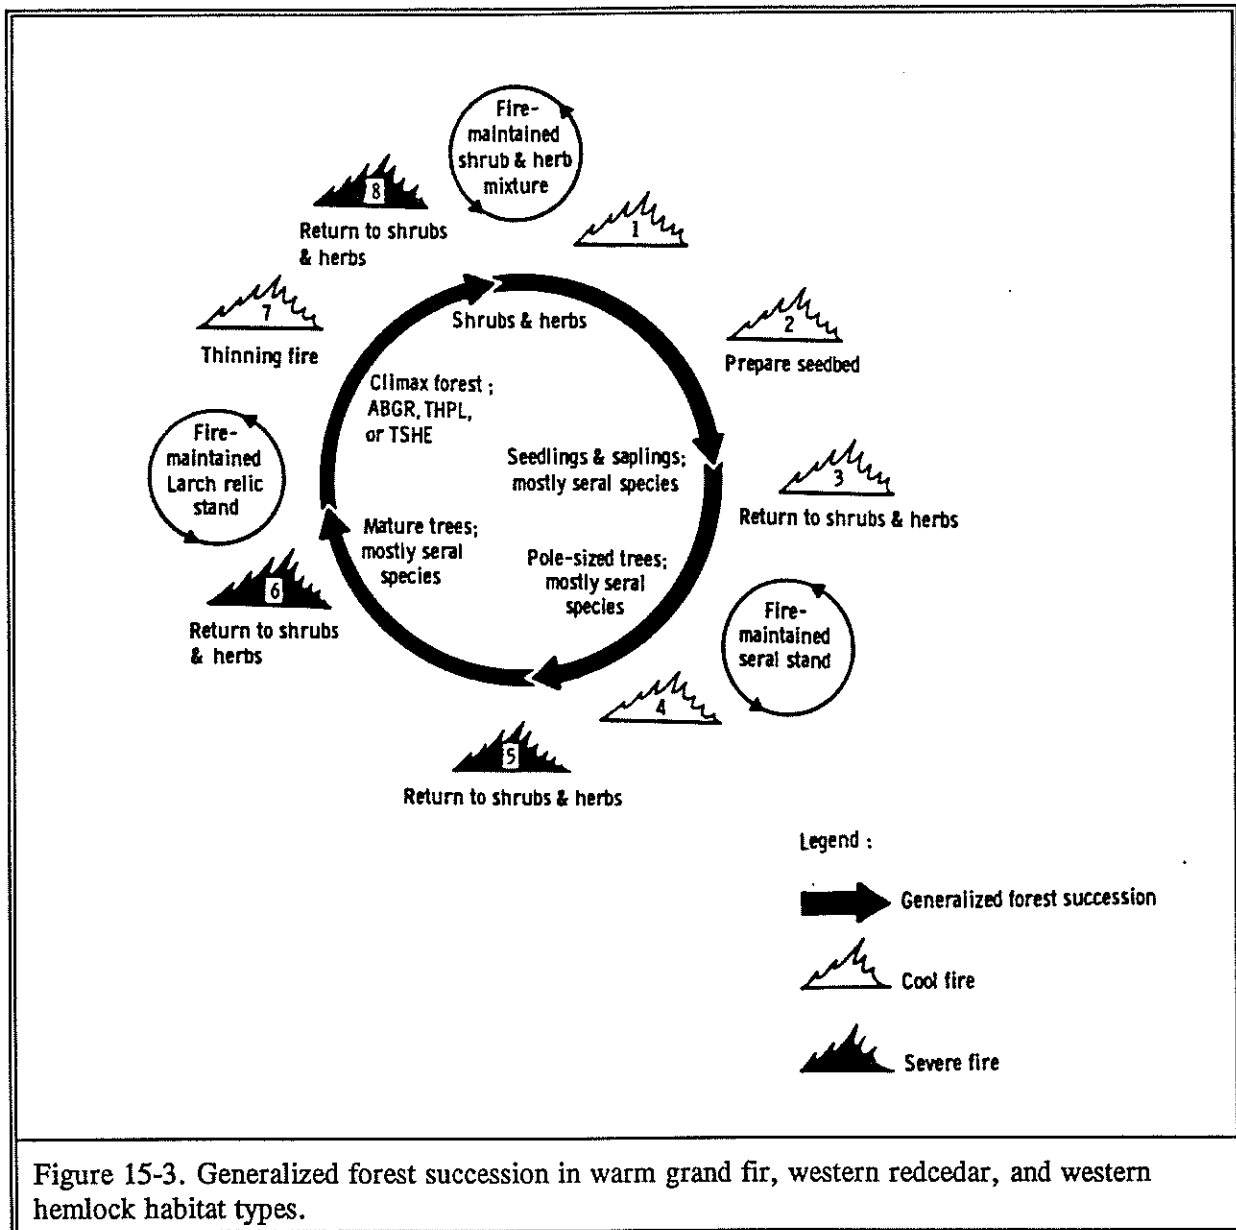 Fire-
maintained
shrub & herb
mixture
8
Return to shrubs
& herbs
1
7
Thinning fire
Shrubs & herbs
2
Prepare seedbed
Climax forest ;
ABGR, THPL,
or TSHE
Fire-
maintained
Larch relic
stand
Seedlings & saplings;
mostly seral species
3
Return to shrubs & herbs
Mature trees;
mostly seral
species
Pole-sized trees;
mostly seral
species
6
Return to shrubs
& herbs
Fire-
maintained
seral stand
4
5
Return to shrubs & herbs
Legend :
Generalized forest succession
Cool fire
Severe fire
Figure 15-3. Generalized forest succession in warm grand fir, western redcedar, and western
hemlock habitat types.